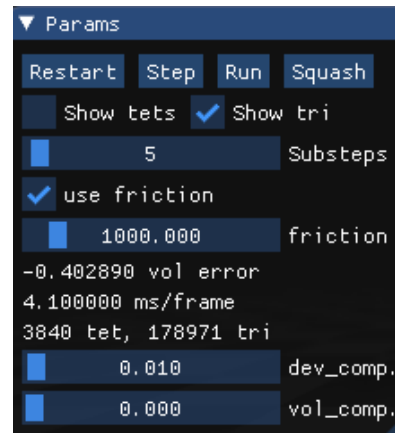 Params
Restart Step Run Squash
Show tets Show tri
5 Substeps
use friction
1000.000 friction
-0.402890 vol error
4.100000 ms/frame
3840 tet, 178971 tri
0.010 dev_comp.
0.000 vol_comp.